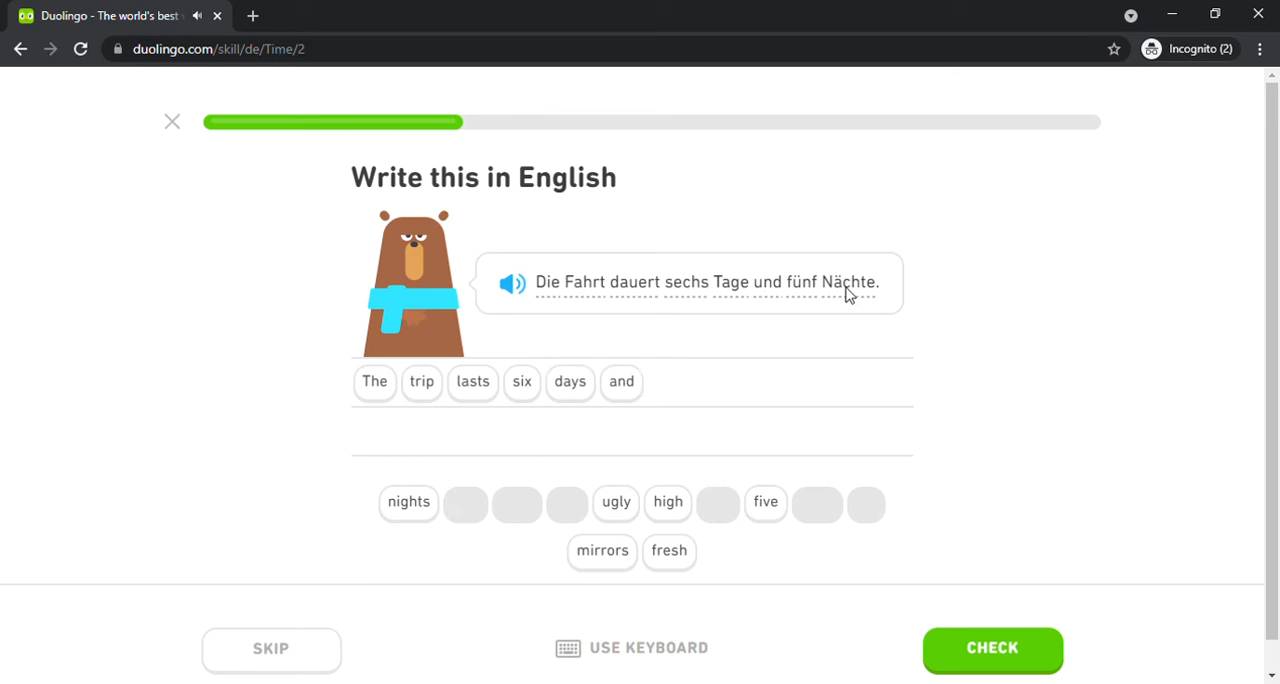 Duolingo - The world's best
duolingo.com/skill/de/Time/2
Incognito (2)
Write this in English
Die Fahrt dauert sechs Tage und fünf Nächte.
The trip lasts six days and
nights ugly high five
mirrors fresh
SKIP USE KEYBOARD CHECK